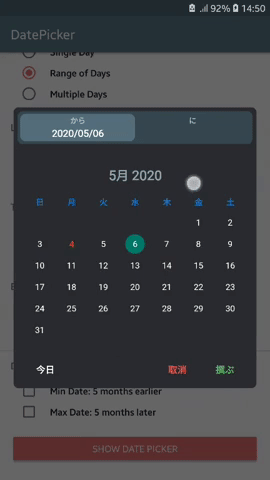 92% 14:50
DatePicker
Single Day
Range of Days
Multiple Days
から
に
2020/05/06
5月 2020
日 月 火 水 木 金 土
1 2
3 4 5 6 7 8 9
10 11 12 13 14 15 16
17 18 19 20 21 22 23
24 25 26 27 28 29 30
31
今日 取消 摰ぶ
Min Date: 5 months earlier
Max Date: 5 months later
SHOW DATE PICKER